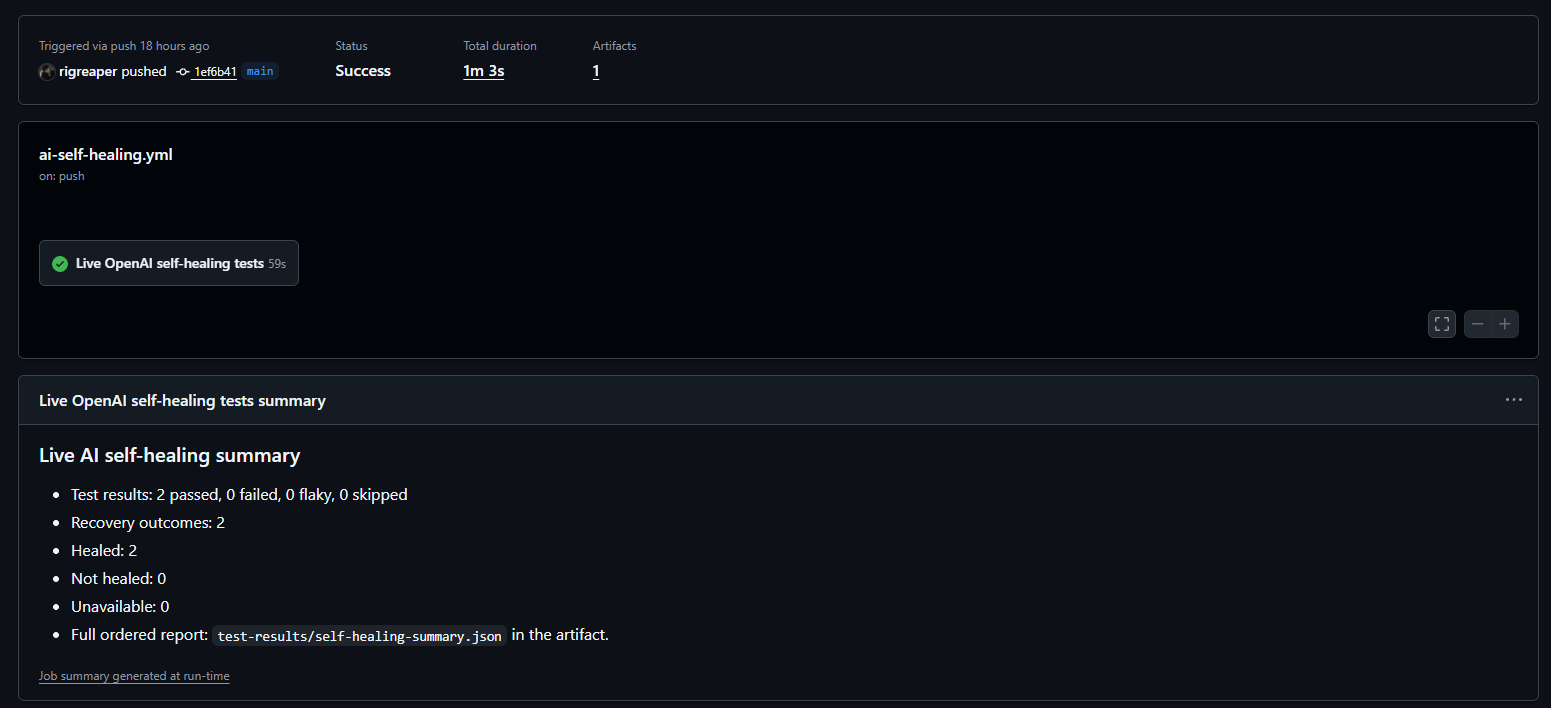 Triggered via push 18 hours ago
rigreaper pushed 1ef6b41 main
Status
Success
Total duration
1m 3s
Artifacts
1
ai-self-healing.yml
on: push
Live OpenAI self-healing tests 59s
Live OpenAI self-healing tests summary
Live AI self-healing summary
Test results: 2 passed, 0 failed, 0 flaky, 0 skipped
Recovery outcomes: 2
Healed: 2
Not healed: 0
Unavailable: 0
Full ordered report: test-results/self-healing-summary.json in the artifact.
Job summary generated at run-time